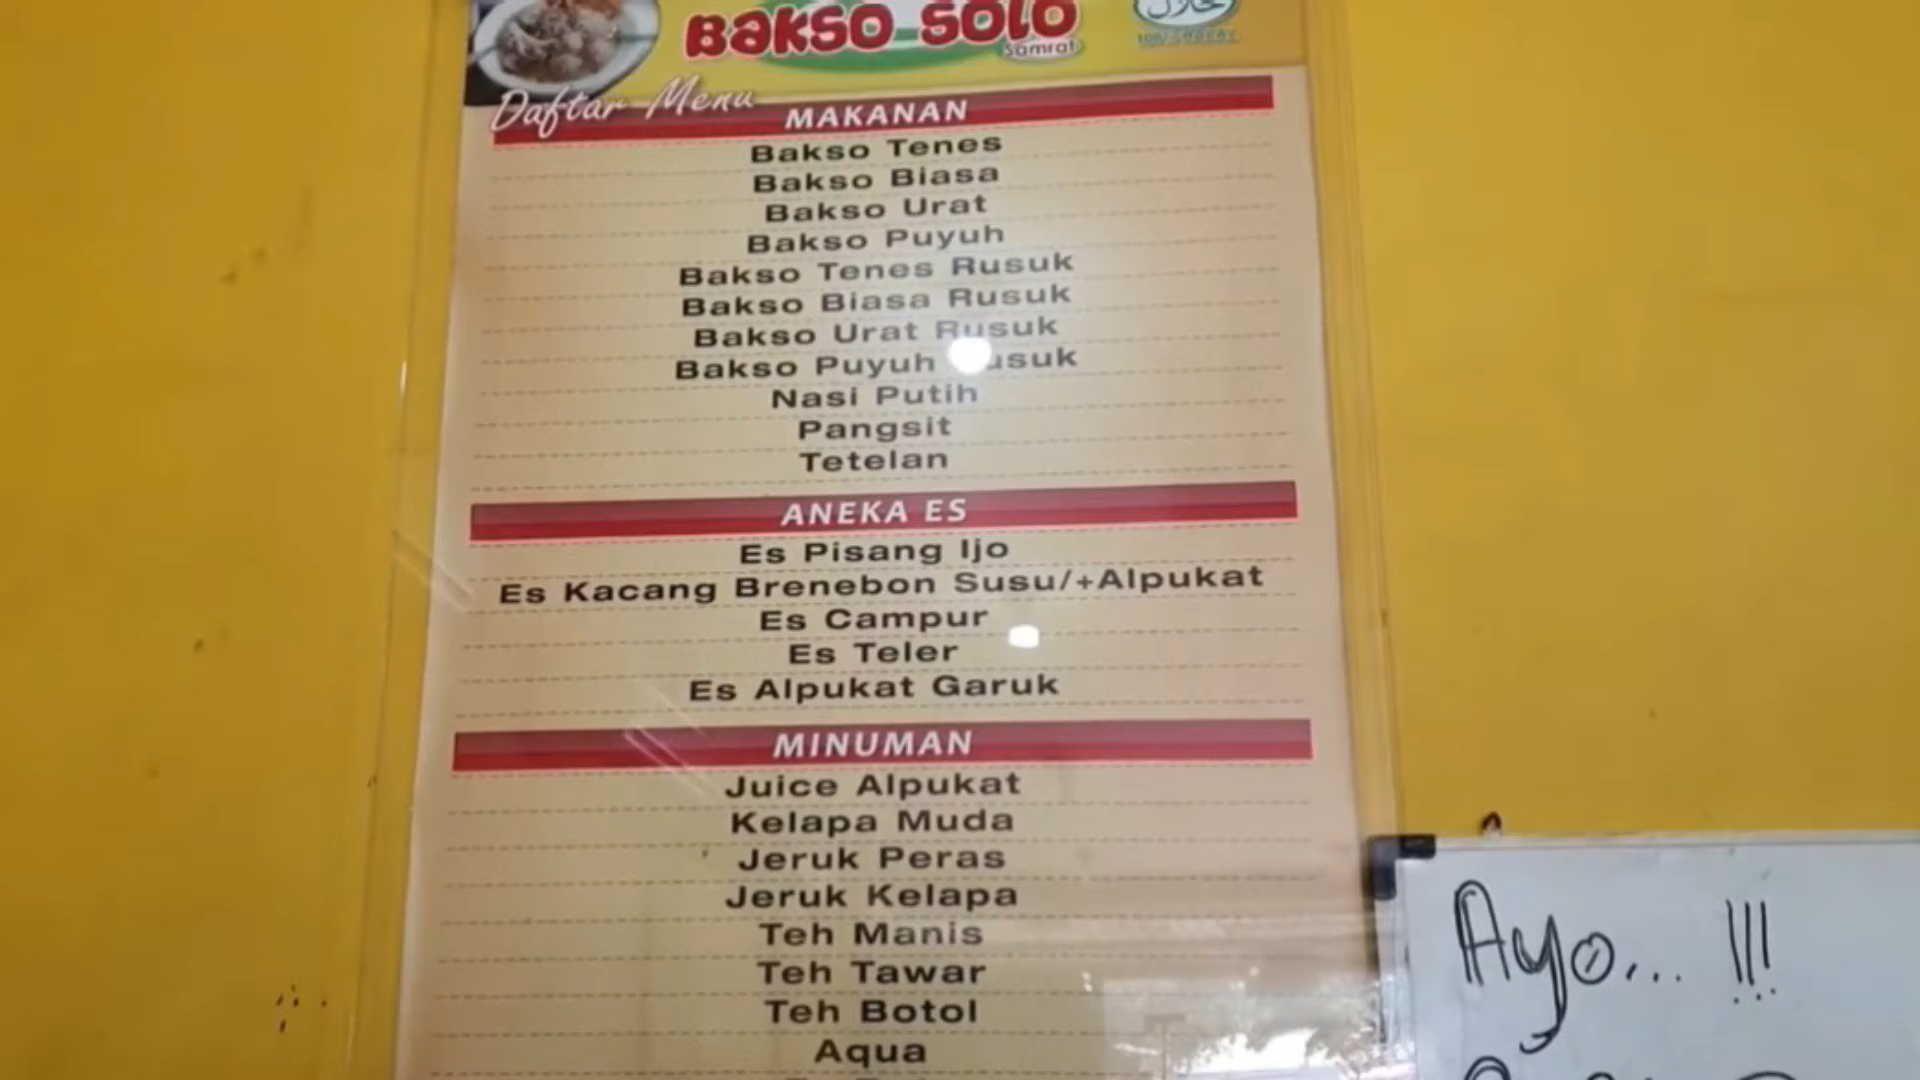 BAKSO SOLO
Samrat
Daftar Menu
MAKANAN
Bakso Tenes
Bakso Biasa
Bakso Urat
Bakso Puyuh
Bakso Tenes Rusuk
Bakso Biasa Rusuk
Bakso Urat Rusuk
Bakso Puyuh Rusuk
Nasi Putih
Pangsit
Tetelan
ANEKA ES
Es Pisang Ijo
Es Kacang Brenebon Susu/+Alpukat
Es Campur
Es Teler
Es Alpukat Garuk
MINUMAN
Juice Alpukat
Kelapa Muda
Jeruk Peras
Jeruk Kelapa
Teh Manis
Teh Tawar
Teh Botol
Aqua
Ayo... !!!